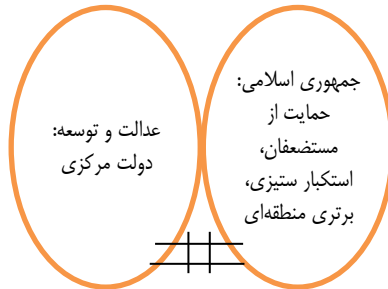 جمهوری اسلامی:
حمایت از
مستضعفان،
استکبار ستیزی،
برتری منطقه‌ای
عدالت و توسعه:
دولت مرکزی